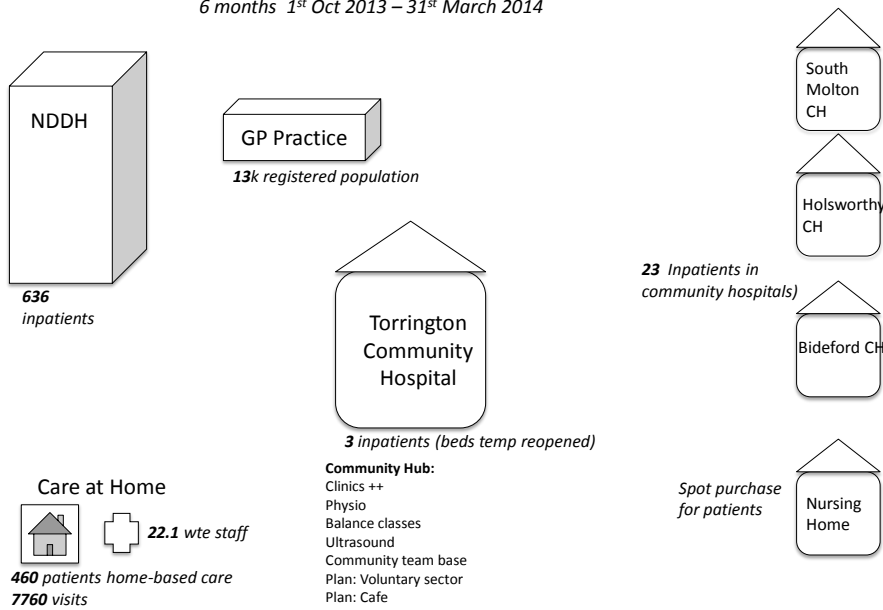 6 months 1st Oct 2013 – 31st March 2014
NDDH
636
inpatients
GP Practice
13k registered population
Torrington
Community
Hospital
3 inpatients (beds temp reopened)
Community Hub:
Clinics ++
Physio
Balance classes
Ultrasound
Community team base
Plan: Voluntary sector
Plan: Cafe
Care at Home
22.1 wte staff
460 patients home-based care
7760 visits
South
Molton
CH
Holsworthy
CH
23 Inpatients in
community hospitals)
Bideford CH
Spot purchase
for patients
Nursing
Home